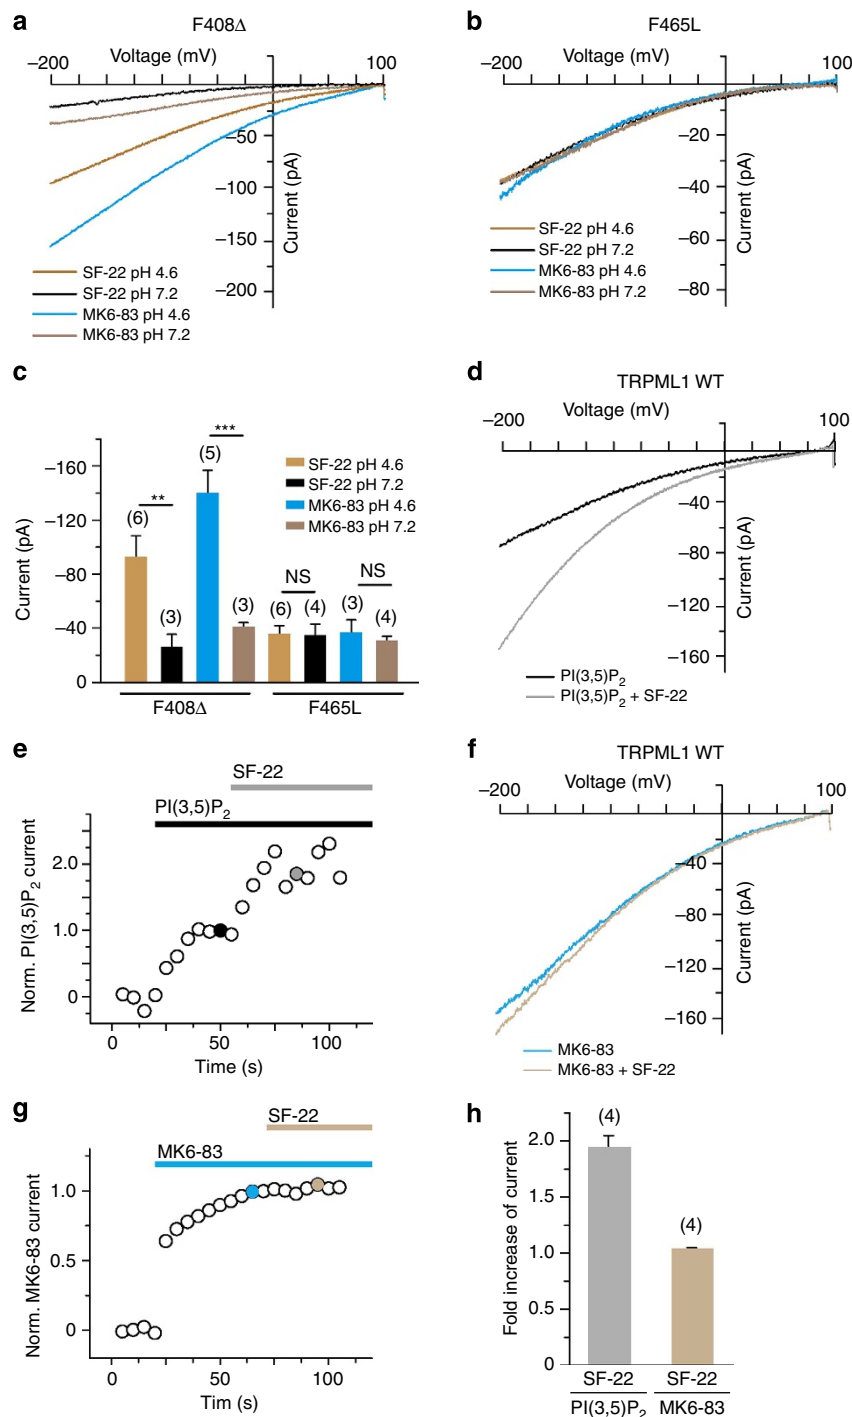 a
F408Δ
Voltage (mV)
−200
100
−50
−100
−150
−200
Current (pA)
SF-22 pH 4.6
SF-22 pH 7.2
MK6-83 pH 4.6
MK6-83 pH 7.2
b
F465L
Voltage (mV)
−200
100
−20
−40
−60
−80
Current (pA)
SF-22 pH 4.6
SF-22 pH 7.2
MK6-83 pH 4.6
MK6-83 pH 7.2
c
Current (pA)
−160
−120
−80
−40
0
(6)
**
(3)
(5)
***
(3)
(6)
NS
(4)
(3)
NS
(4)
SF-22 pH 4.6
SF-22 pH 7.2
MK6-83 pH 4.6
MK6-83 pH 7.2
F408Δ
F465L
d
TRPML1 WT
Voltage (mV)
−200
100
−40
−80
−120
−160
Current (pA)
PI(3,5)P2
PI(3,5)P2 + SF-22
e
SF-22
PI(3,5)P2
Norm. PI(3,5)P2 current
2.0
1.0
0
0
50
100
Time (s)
f
TRPML1 WT
Voltage (mV)
−200
100
−40
−80
−120
−160
Current (pA)
MK6-83
MK6-83 + SF-22
g
SF-22
MK6-83
Norm. MK6-83 current
1.0
0.5
0
0
50
100
Tim (s)
h
Fold increase of current
2.0
1.5
1.0
0.5
0
(4)
(4)
SF-22
PI(3,5)P2
SF-22
MK6-83